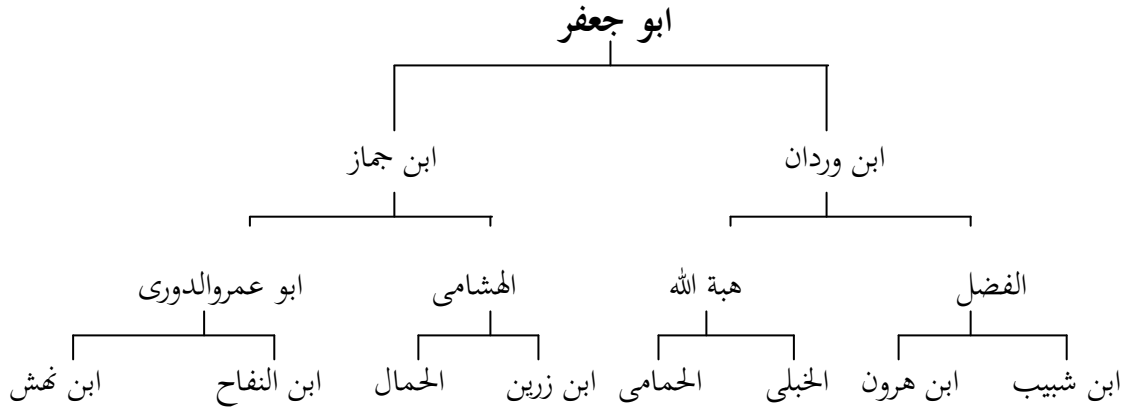 ابو جعفر
ابن وردان ابن جماز
الفضل هبة الله الهشامى ابو عمروالدورى
ابن شبيب ابن هرون الخبلى الحمامى ابن زرين الحمال ابن النفاح ابن نهش